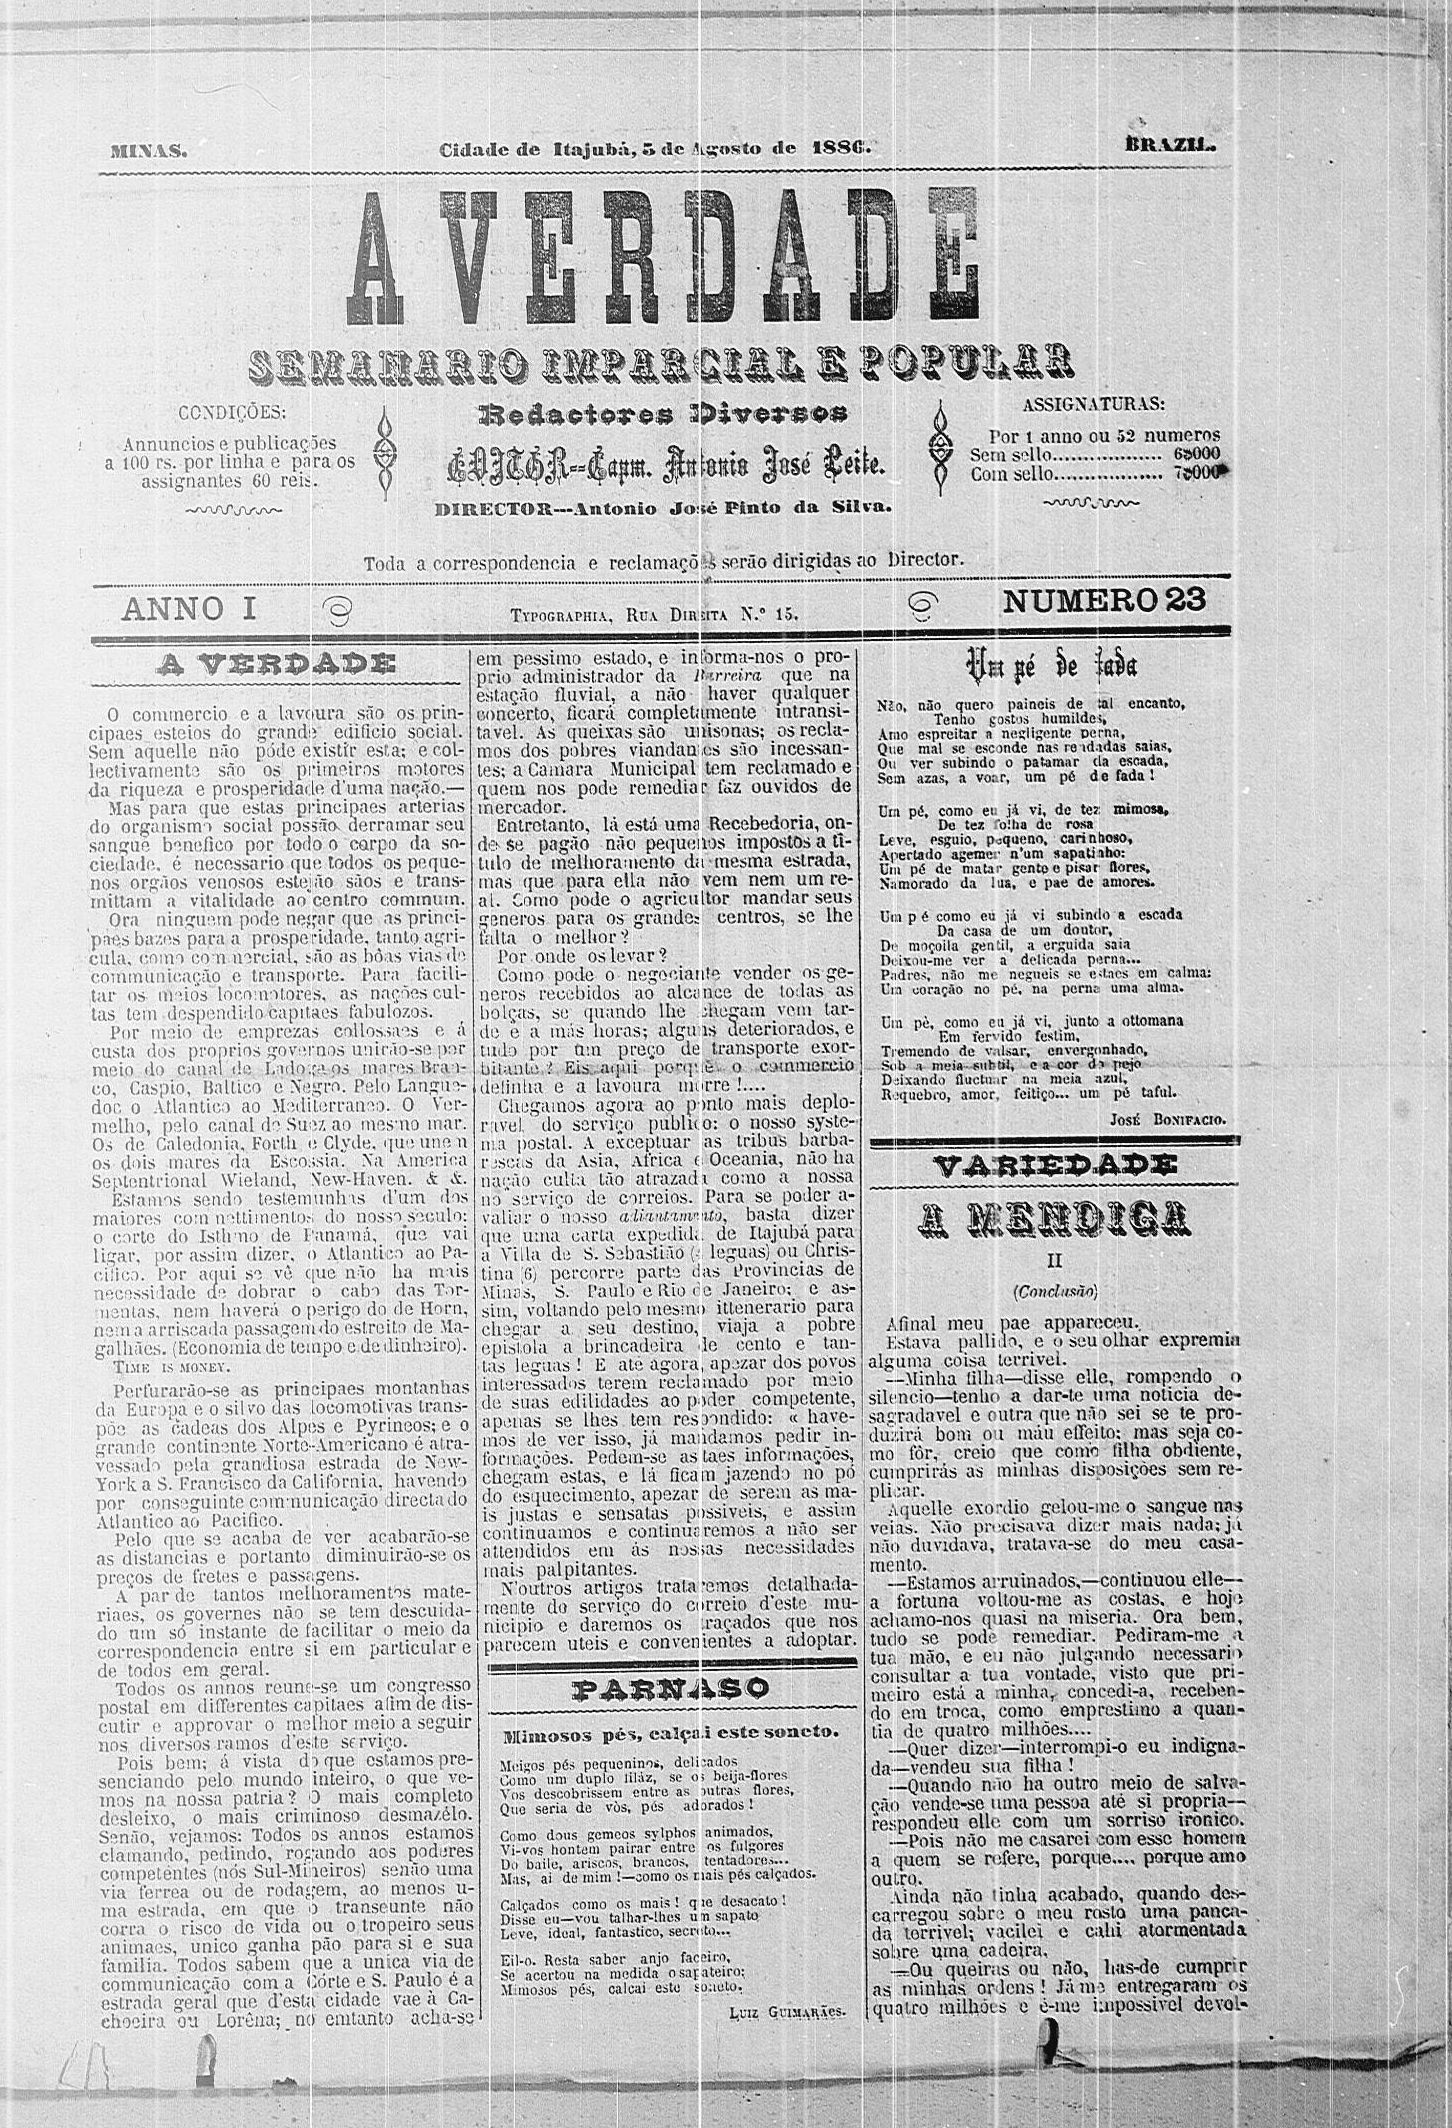 MINAS.
Cidade de Itajubá, 5 de Agosto de 1886.
BRAZIL.
A VERDADE
SEMANARIO IMPARCIAL E POPULAR
CONDIÇÕES:
Annuncios e publicações
a 100 rs. por linha e para os
assignantes 60 reis.
Redactores Diversos
EDITOR--Capm. Antonio José Leite.
DIRECTOR---Antonio José Pinto da Silva.
ASSIGNATURAS:
Por 1 anno ou 52 numeros
Sem sello.................. 6$000
Com sello.................. 7$000
Toda a correspondencia e reclamações serão dirigidas ao Director.
ANNO I
TYPOGRAPHIA, RUA DIREITA N.º 15.
NUMERO 23
A VERDADE
O commercio e a lavoura são os prin-
cipaes esteios do grande edificio social.
Sem aquelle não póde existir esta; e col-
lectivamente são os primeiros motores
da riqueza e prosperidade d'uma nação.—
Mas para que estas principaes arterias
do organismo social possão derramar seu
sangue benefico por todo o corpo da so-
ciedade, é necessario que todos os peque-
nos orgãos venosos estejão sãos e trans-
mittam a vitalidade ao centro commum.
Ora ninguem pode negar que as princi-
paes bazes para a prosperidade, tanto agri-
cula, como commercial, são as bôas vias de
communicação e transporte. Para facili-
tar os meios locomotores, as nações cul-
tas tem despendido capitaes fabulozos.
Por meio de emprezas collossaes e á
custa dos proprios governos unirão-se por
meio do canal de Ladoga os mares Bran-
co, Caspio, Baltico e Negro. Pelo Langue-
doc o Atlantico ao Mediterraneo. O Ver-
melho, pelo canal de Suez ao mesmo mar.
Os de Caledonia, Forth e Clyde, que unem
os dois mares da Escossia. Na America
Septentrional Wieland, New-Haven. & &.
Estamos sendo testemunhas d'um dos
maiores commettimentos do nosso seculo:
o corte do Isthmo de Panamá, que vai
ligar, por assim dizer, o Atlantico ao Pa-
cifico. Por aqui se vê que não ha mais
necessidade de dobrar o cabo das Tor-
mentas, nem haverá o perigo do de Horn,
nem a arriscada passagem do estreito de Ma-
galhães. (Economia de tempo e de dinheiro).
TIME IS MONEY.
Perfurarão-se as principaes montanhas
da Europa e o silvo das locomotivas trans-
põe as cadeas dos Alpes e Pyrineos; e o
grande continente Norte-Americano é atra-
vessado pela grandiosa estrada de New-
York a S. Francisco da California, havendo
por conseguinte communicação directa do
Atlantico ao Pacifico.
Pelo que se acaba de ver acabarão-se
as distancias e portanto diminuirão-se os
preços de fretes e passagens.
A par de tantos melhoramentos mate-
riaes, os governes não se tem descuida-
do um só instante de facilitar o meio da
correspondencia entre si em particular e
de todos em geral.
Todos os annos reune-se um congresso
postal em differentes capitaes afim de dis-
cutir e approvar o melhor meio a seguir
nos diversos ramos d'este serviço.
Pois bem; á vista do que estamos pre-
senciando pelo mundo inteiro, o que ve-
mos na nossa patria? O mais completo
desleixo, o mais criminoso desmazélo.
Senão, vejamos: Todos os annos estamos
clamando, pedindo, rogando aos poderes
competentes (nós Sul-Mineiros) senão uma
via ferrea ou de rodagem, ao menos u-
ma estrada, em que o transeunte não
corra o risco de vida ou o tropeiro seus
animaes, unico ganha pão para si e sua
familia. Todos sabem que a unica via de
communicação com a Côrte e S. Paulo é a
estrada geral que d'esta cidade vae à Ca-
choeira ou Lorêna; no emtanto acha-se
em pessimo estado, e informa-nos o pro-
prio administrador da Barreira que na
estação fluvial, a não haver qualquer
concerto, ficará completamente intransi-
tavel. As queixas são unisonas; os recla-
mos dos pobres viandantes são incessan-
tes; a Camara Municipal tem reclamado e
quem nos pode remediar faz ouvidos de
mercador.
Entretanto, lá está uma Recebedoria, on-
de se pagão não pequenos impostos a ti-
tulo de melhoramento da mesma estrada,
mas que para ella não vem nem um re-
al. Como pode o agricultor mandar seus
generos para os grandes centros, se lhe
falta o melhor?
Por onde os levar?
Como pode o negociante vender os ge-
neros recebidos ao alcance de todas as
bolças, se quando lhe chegam vem tar-
de e a más horas; alguns deteriorados, e
tudo por um preço de transporte exor-
bitante? Eis aqui porquê o commercio
definha e a lavoura morre!....
Chegamos agora ao ponto mais deplo-
ravel do serviço publico: o nosso syste-
ma postal. A exceptuar as tribus barba-
rescas da Asia, Africa e Oceania, não ha
nação culta tão atrazada como a nossa
no serviço de correios. Para se poder a-
valiar o nosso adiantamento, basta dizer
que uma carta expedida de Itajubá para
a Villa de S. Sebastião ( leguas) ou Chris-
tina (6) percorre parte das Provincias de
Minas, S. Paulo e Rio de Janeiro; e as-
sim, voltando pelo mesmo ittenerario para
chegar a seu destino, viaja a pobre
epistola a brincadeira de cento e tan-
tas leguas! E até agora, apezar dos povos
interessados terem reclamado por meio
de suas edilidades ao poder competente,
apenas se lhes tem respondido: « have-
mos de ver isso, já mandamos pedir in-
formações. Pedem-se as taes informações,
chegam estas, e lá ficam jazendo no pó
do esquecimento, apezar de serem as ma-
is justas e sensatas possiveis, e assim
continuamos e continuaremos a não ser
attendidos em ás nossas necessidades
mais palpitantes.
N'outros artigos trataremos detalhada-
mente do serviço do correio d'este mu-
nicipio e daremos os traçados que nos
parecem uteis e convenientes a adoptar.
PARNASO
Mimosos pés, calçai este soneto.
Meigos pés pequeninos, delicados
Como um duplo liláz, se os beija-flores
Vos descobrissem entre as outras flores,
Que seria de vós, pés adorados!
Como dous gemeos sylphos animados,
Vi-vos hontem pairar entre os fulgores
Do baile, ariscos, brancos, tentadores...
Mas, ai de mim!—como os mais pés calçados.
Calçados como os mais! que desacato!
Disse eu—vou talhar-lhes um sapato
Leve, ideal, fantastico, secreto...
Eil-o. Resta saber anjo faceiro,
Se acertou na medida o sapateiro;
Mimosos pés, calcai este soneto.
LUIZ GUIMARÃES.
Um pé de fada
Não, não quero paineis de tal encanto,
Tenho gostos humildes,
Amo espreitar a negligente perna,
Que mal se esconde nas rendadas saias,
Ou ver subindo o patamar da escada,
Sem azas, a voar, um pé de fada!
Um pé, como eu já vi, de tez mimosa,
De tez folha de rosa
Leve, esguio, pequeno, carinhoso,
Apertado agemer n'um sapatinho:
Um pé de matar gente e pisar flores,
Namorado da lua, e pae de amores.
Um pé como eu já vi subindo a escada
Da casa de um doutor,
De moçoila gentil, a erguida saia
Deixou-me ver a delicada perna...
Padres, não me negueis se estaes em calma:
Um coração no pé, na perna uma alma.
Um pé, como eu já vi, junto a ottomana
Em fervido festim,
Tremendo de valsar, envergonhado,
Sob a meia subtil, e a cor do pejo
Deixando fluctuar na meia azul,
Requebro, amor, feitiço... um pé taful.
JOSÉ BONIFACIO.
VARIEDADE
A MENDIGA
II
(Conclusão)
Afinal meu pae appareceu.
Estava pallido, e o seu olhar expremia
alguma coisa terrivel.
—Minha filha—disse elle, rompendo o
silencio—tenho a dar-te uma noticia de-
sagradavel e outra que não sei se te pro-
duzirá bom ou máu effeito; mas seja co-
mo fôr, creio que como filha obdiente,
cumprirás as minhas disposições sem re-
plicar.
Aquelle exordio gelou-me o sangue nas
veias. Não precisava dizer mais nada; já
não duvidava, tratava-se do meu casa-
mento.
—Estamos arruinados,—continuou elle—
a fortuna voltou-me as costas, e hoje
achamo-nos quasi na miseria. Ora bem,
tudo se pode remediar. Pediram-me a
tua mão, e eu não julgando necessario
consultar a tua vontade, visto que pri-
meiro está a minha, concedi-a, receben-
do em troca, como emprestimo a quan-
tia de quatro milhões....
—Quer dizer—interrompi-o eu indigna-
da—vendeu sua filha!
—Quando não ha outro meio de salva-
ção vende-se uma pessoa até si propria—
respondeu elle com um sorriso ironico.
—Pois não me casarei com esse homem
a quem se refere, porque.... porque amo
outro.
Ainda não tinha acabado, quando des-
carregou sobre o meu rosto uma panca-
da terrivel; vacilei e cahi atormentada
sobre uma cadeira.
—Ou queiras ou não, has-de cumprir
as minhas ordens! Já me entregaram os
quatro milhões e é-me impossivel devol-